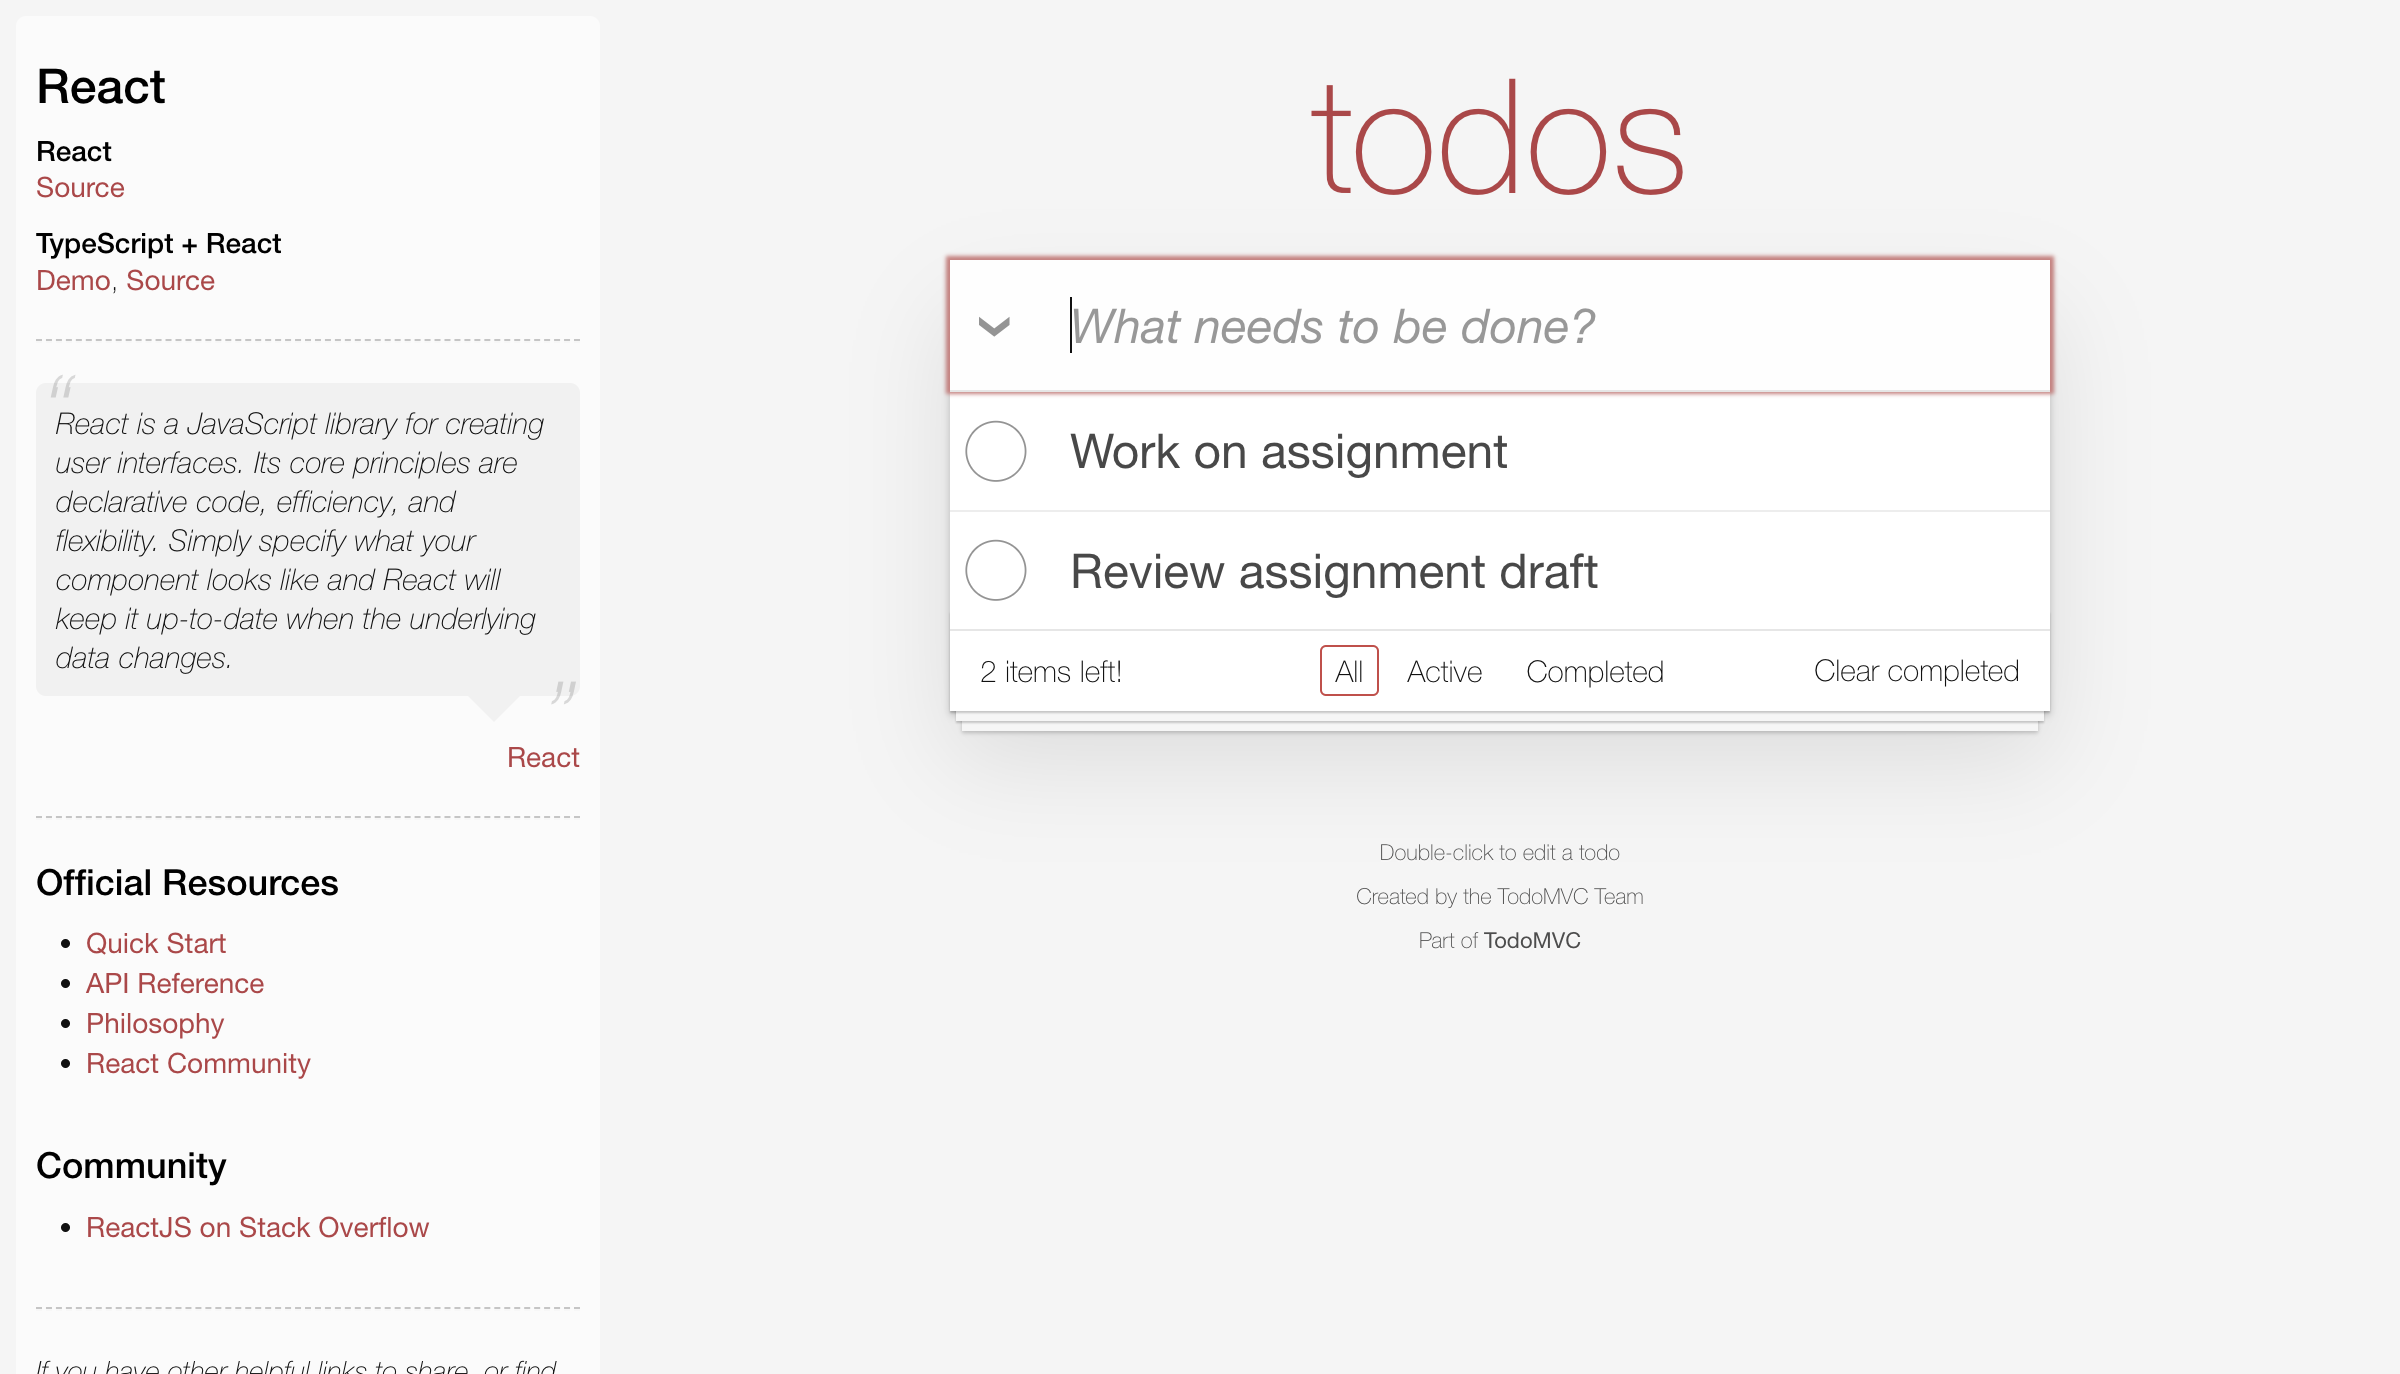 React
React
Source
TypeScript + React
Demo, Source
“
React is a JavaScript library for creating
user interfaces. Its core principles are
declarative code, efficiency, and
flexibility. Simply specify what your
component looks like and React will
keep it up-to-date when the underlying
data changes.
”
React
Official Resources
• Quick Start
• API Reference
• Philosophy
• React Community
Community
• ReactJS on Stack Overflow
If you have other helpful links to share, or find
todos
What needs to be done?
Work on assignment
Review assignment draft
2 items left! All Active Completed Clear completed
Double-click to edit a todo
Created by the TodoMVC Team
Part of TodoMVC